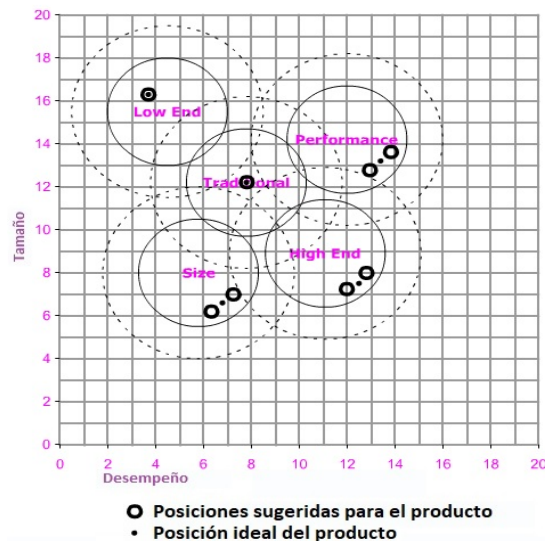 20
18
16
14
12
10
8
6
4
2
0
Tamaño
Low End
Performance
Traditional
High End
Size
0 2 4 6 8 10 12 14 16 18 20
Desempeño
Posiciones sugeridas para el producto
Posición ideal del producto